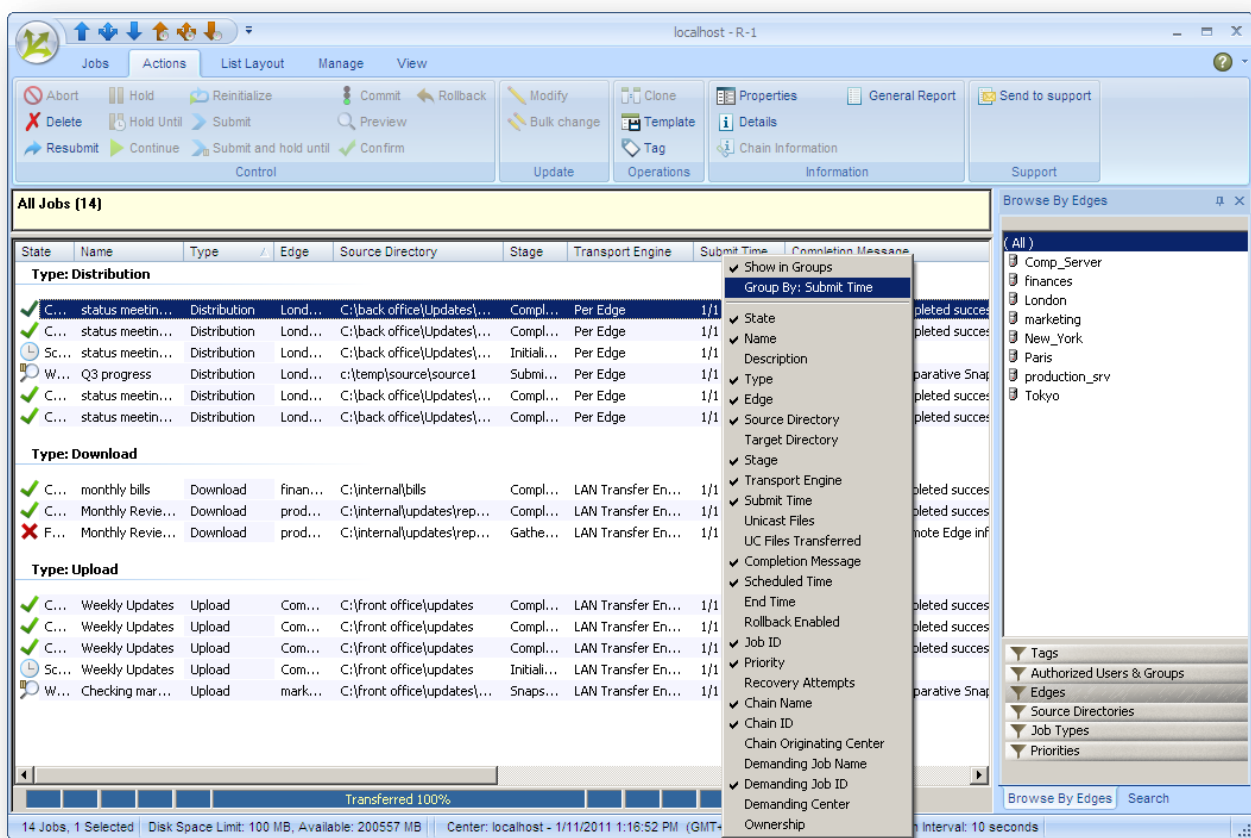 localhost - R-1
Jobs Actions List Layout Manage View
Abort Hold Reinitialize Commit Rollback Modify Clone Properties General Report Send to support
Delete Hold Until Submit Preview Bulk change Template Details
Resubmit Continue Submit and hold until Confirm Tag Chain Information
Control Update Operations Information Support
All Jobs (14)
State Name Type Edge Source Directory Stage Transport Engine Submit Time Completion Message
Type: Distribution
C... status meetin... Distribution Lond... C:\back office\Updates\... Compl... Per Edge 1/1 pleted succes
C... status meetin... Distribution Lond... C:\back office\Updates\... Compl... Per Edge 1/1 pleted succes
Sc... status meetin... Distribution Lond... C:\back office\Updates\... Initiali... Per Edge 1/1
W... Q3 progress Distribution Lond... c:\temp\source\source1 Submi... Per Edge 1/1 parative Snap
C... status meetin... Distribution Lond... C:\back office\Updates\... Compl... Per Edge 1/1 pleted succes
C... status meetin... Distribution Lond... C:\back office\Updates\... Compl... Per Edge 1/1 pleted succes
Type: Download
C... monthly bills Download finan... C:\internal\bills Compl... LAN Transfer En... 1/1 pleted succes
C... Monthly Revie... Download prod... C:\internal\updates\rep... Compl... LAN Transfer En... 1/1 pleted succes
F... Monthly Revie... Download prod... C:\internal\updates\rep... Gathe... LAN Transfer En... 1/1 mote Edge inf
Type: Upload
C... Weekly Updates Upload Com... C:\front office\updates Compl... LAN Transfer En... 1/1 pleted succes
C... Weekly Updates Upload Com... C:\front office\updates Compl... LAN Transfer En... 1/1 pleted succes
C... Weekly Updates Upload Com... C:\front office\updates Compl... LAN Transfer En... 1/1 pleted succes
Sc... Weekly Updates Upload Com... C:\front office\updates Initiali... LAN Transfer En... 1/1
W... Checking mar... Upload mark... C:\front office\updates\... Snaps... LAN Transfer En... 1/1 parative Snap
Show in Groups
Group By: Submit Time
State
Name
Description
Type
Edge
Source Directory
Target Directory
Stage
Transport Engine
Submit Time
Unicast Files
UC Files Transferred
Completion Message
Scheduled Time
End Time
Rollback Enabled
Job ID
Priority
Recovery Attempts
Chain Name
Chain ID
Chain Originating Center
Demanding Job Name
Demanding Job ID
Demanding Center
Ownership
Browse By Edges
( All )
Comp_Server
finances
London
marketing
New_York
Paris
production_srv
Tokyo
Tags
Authorized Users & Groups
Edges
Source Directories
Job Types
Priorities
Browse By Edges Search
Transferred 100%
14 Jobs, 1 Selected Disk Space Limit: 100 MB, Available: 200557 MB Center: localhost - 1/11/2011 1:16:52 PM (GMT+ Interval: 10 seconds